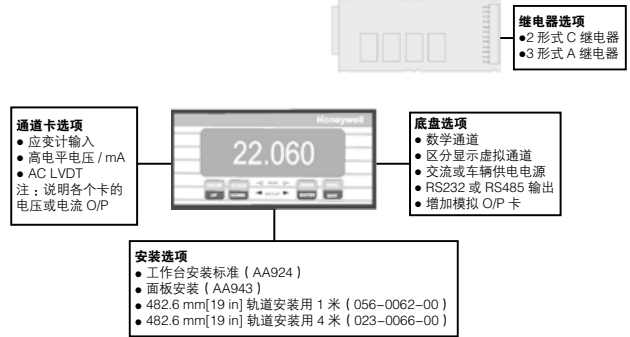 继电器选项
●2 形式 C 继电器
●3 形式 A 继电器
通道卡选项
● 应变计输入
● 高电平电压 / mA
● AC LVDT
注：说明各个卡的
电压或电流 O/P
Honeywell
22.060
底盘选项
● 数学通道
● 区分显示虚拟通道
● 交流或车辆供电电源
● RS232 或 RS485 输出
● 增加模拟 O/P 卡
安装选项
● 工作台安装标准（AA924）
● 面板安装（AA943）
● 482.6 mm[19 in] 轨道安装用 1 米（056-0062-00）
● 482.6 mm[19 in] 轨道安装用 4 米（023-0066-00）